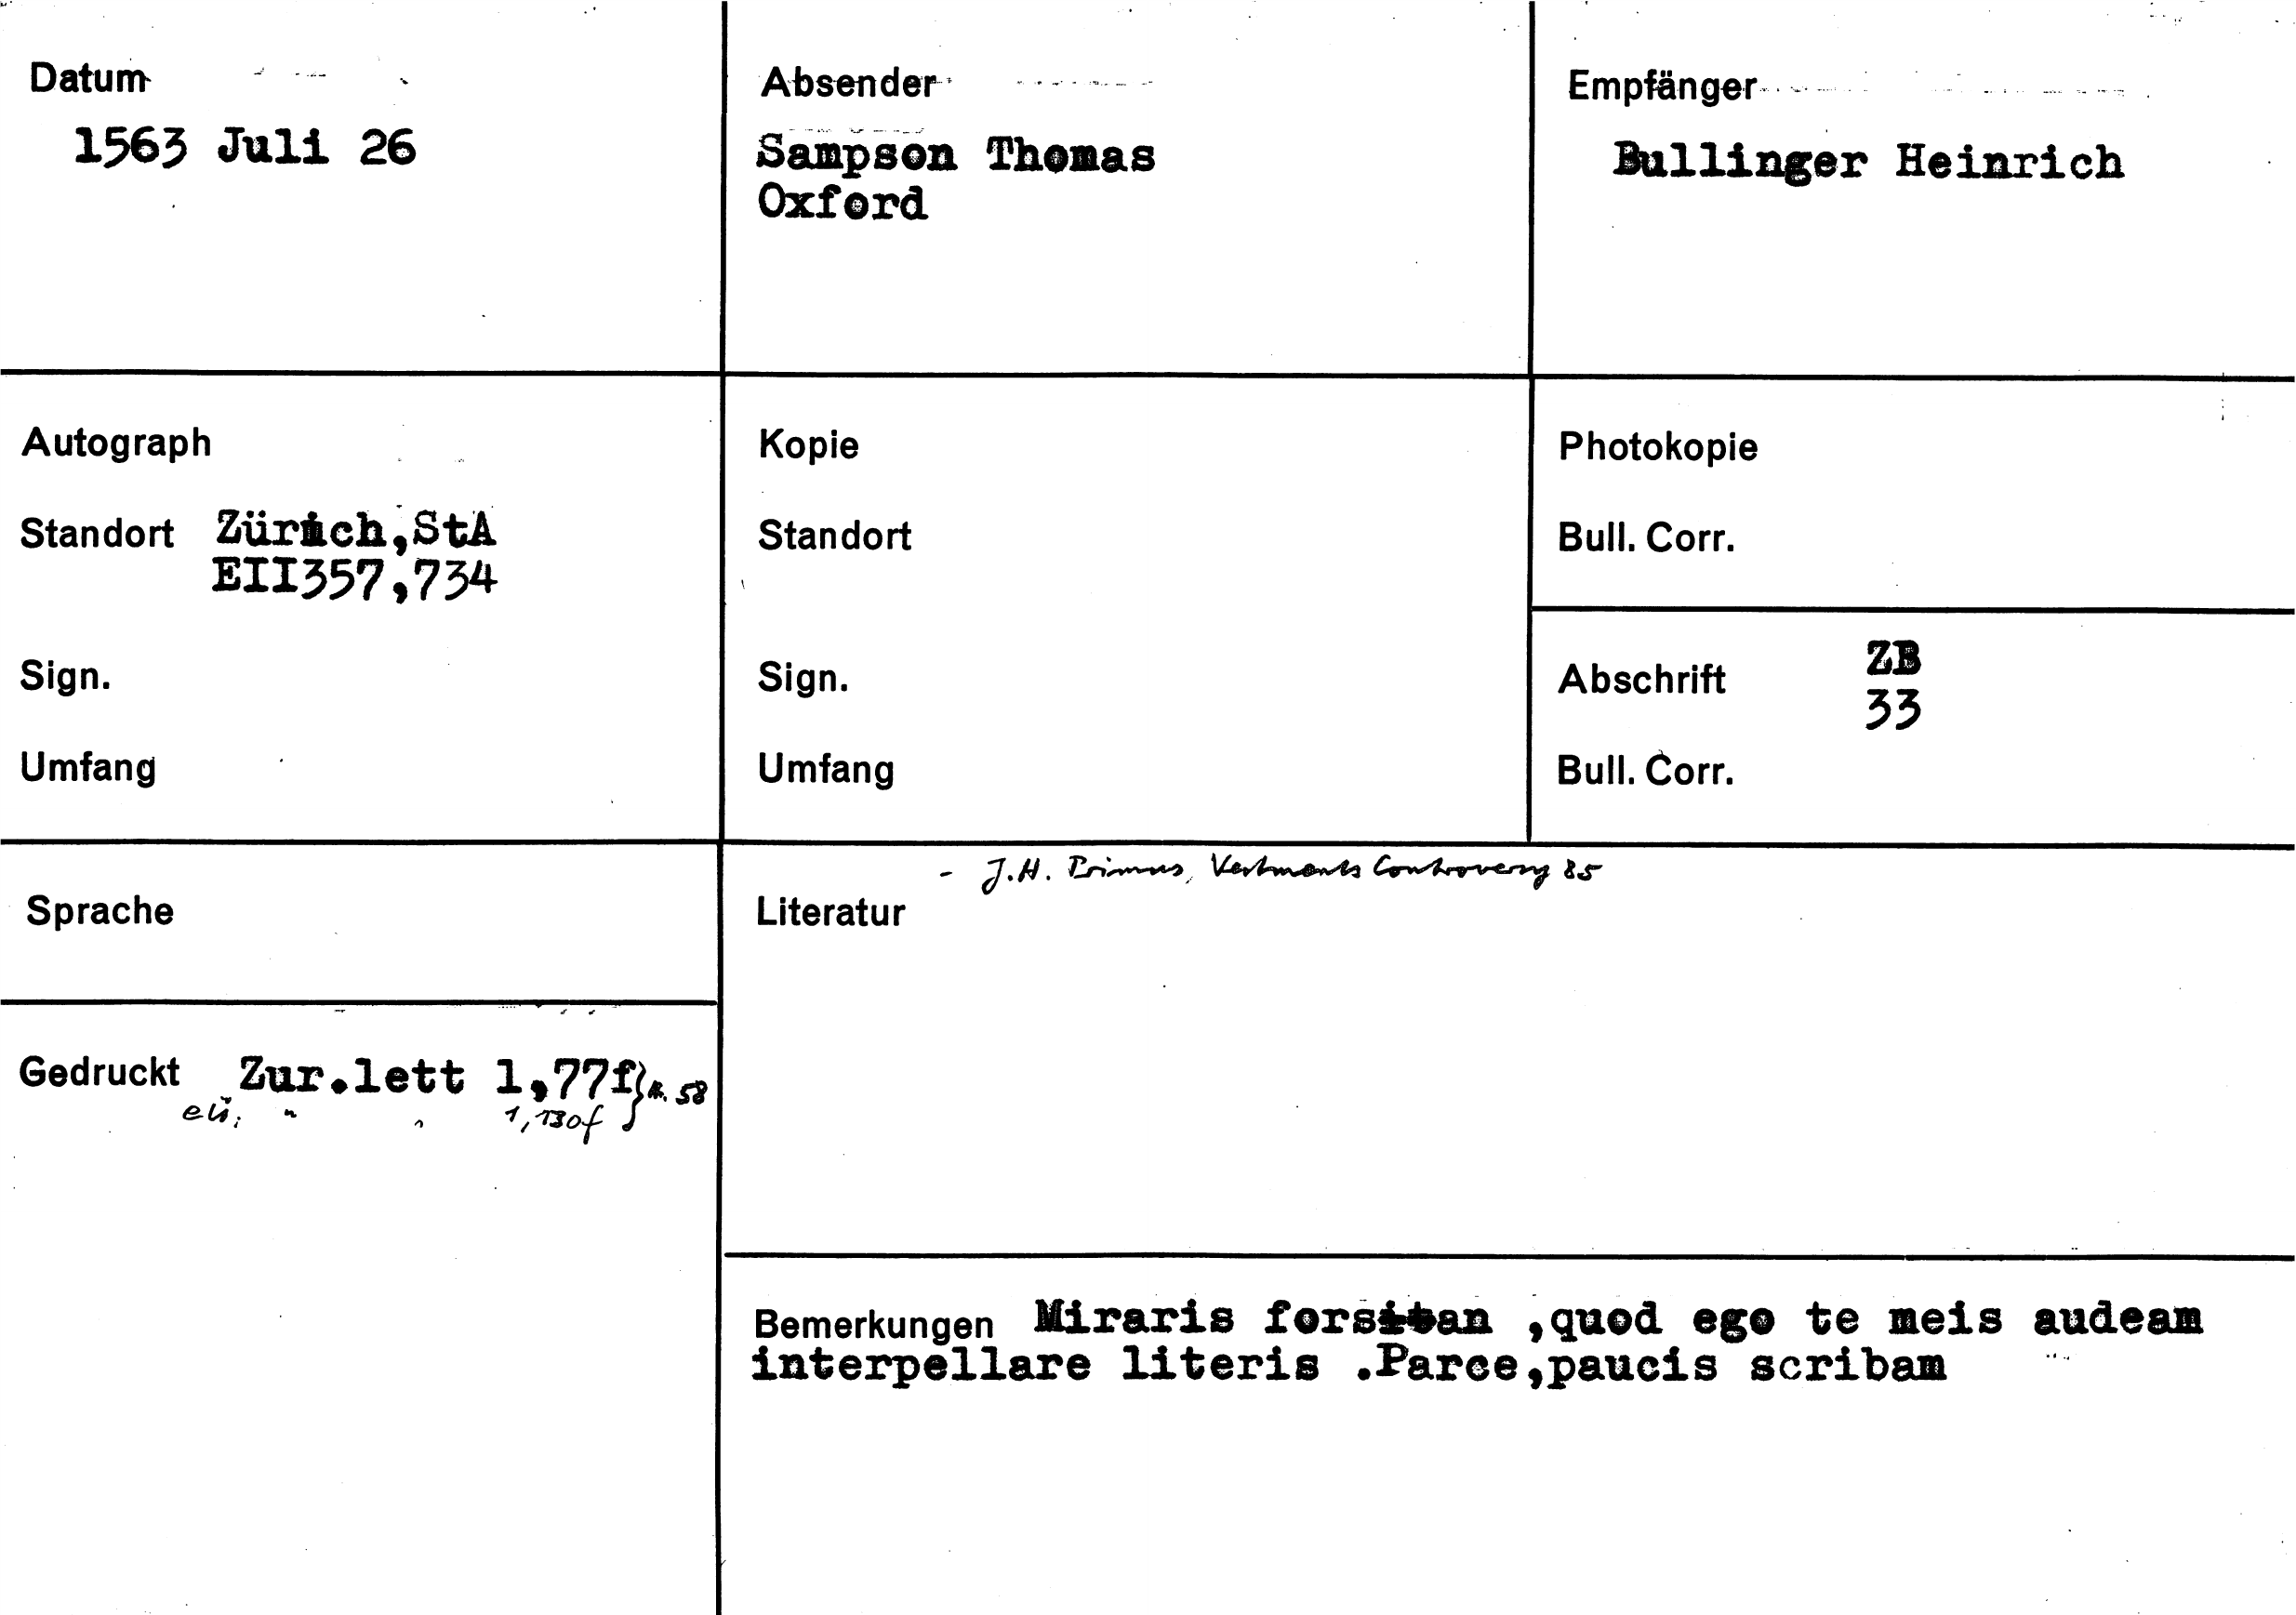 Datum
1563 Juli 26
Absender
Sampson Thomas
Oxford
Empfänger
Bullinger Heinrich
Autograph
Standort Zürich,StA
EII357,734
Sign.
Umfang
Kopie
Standort
Sign.
Umfang
Photokopie
Bull. Corr.
Abschrift ZB
33
Bull. Corr.
Sprache
Gedruckt Zur.lett 1,77f} n. 58
" " 1,130f
- J.H. Primus, Vestments Controversy 85
Literatur
Bemerkungen Miraris forsitan ,quod ego te meis audeam
interpellare literis .Parce,paucis scribam